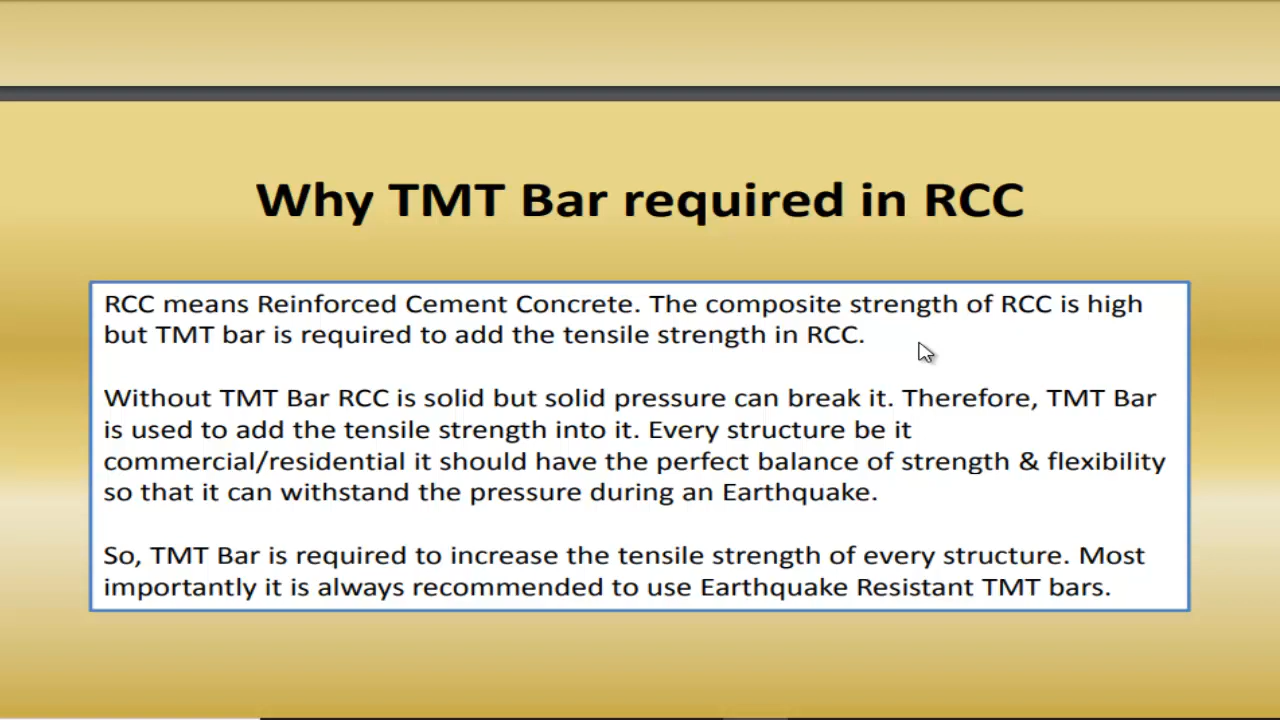 Why TMT Bar required in RCC
RCC means Reinforced Cement Concrete. The composite strength of RCC is high
but TMT bar is required to add the tensile strength in RCC.
Without TMT Bar RCC is solid but solid pressure can break it. Therefore, TMT Bar
is used to add the tensile strength into it. Every structure be it
commercial/residential it should have the perfect balance of strength & flexibility
so that it can withstand the pressure during an Earthquake.
So, TMT Bar is required to increase the tensile strength of every structure. Most
importantly it is always recommended to use Earthquake Resistant TMT bars.